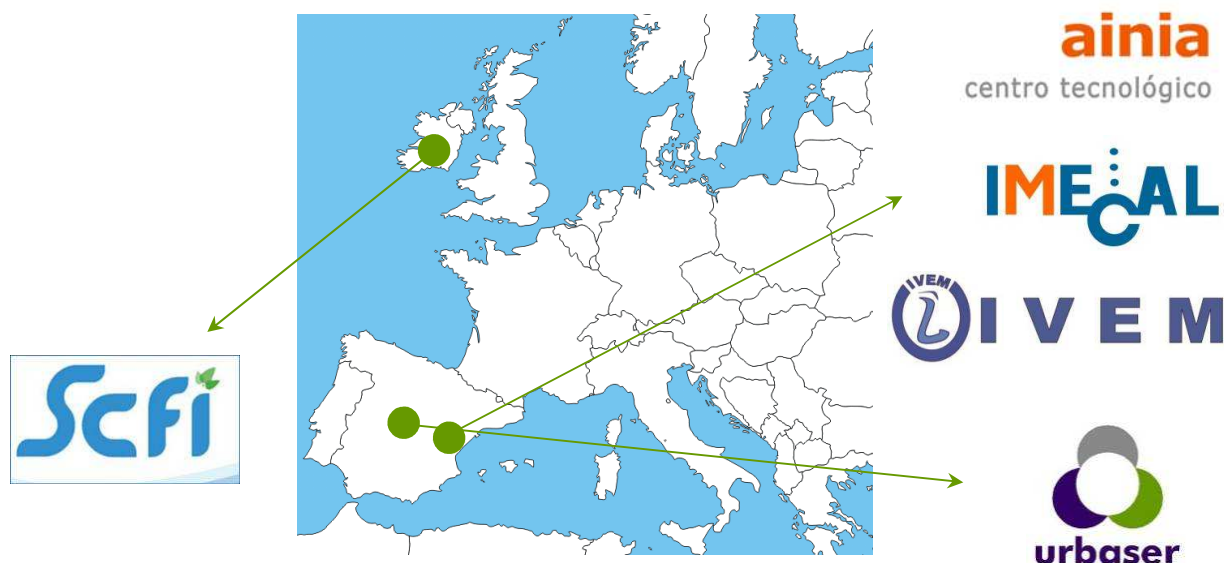 ainia
centro tecnológico
IMECAL
IVEM
IVEM
Scfi
urbaser